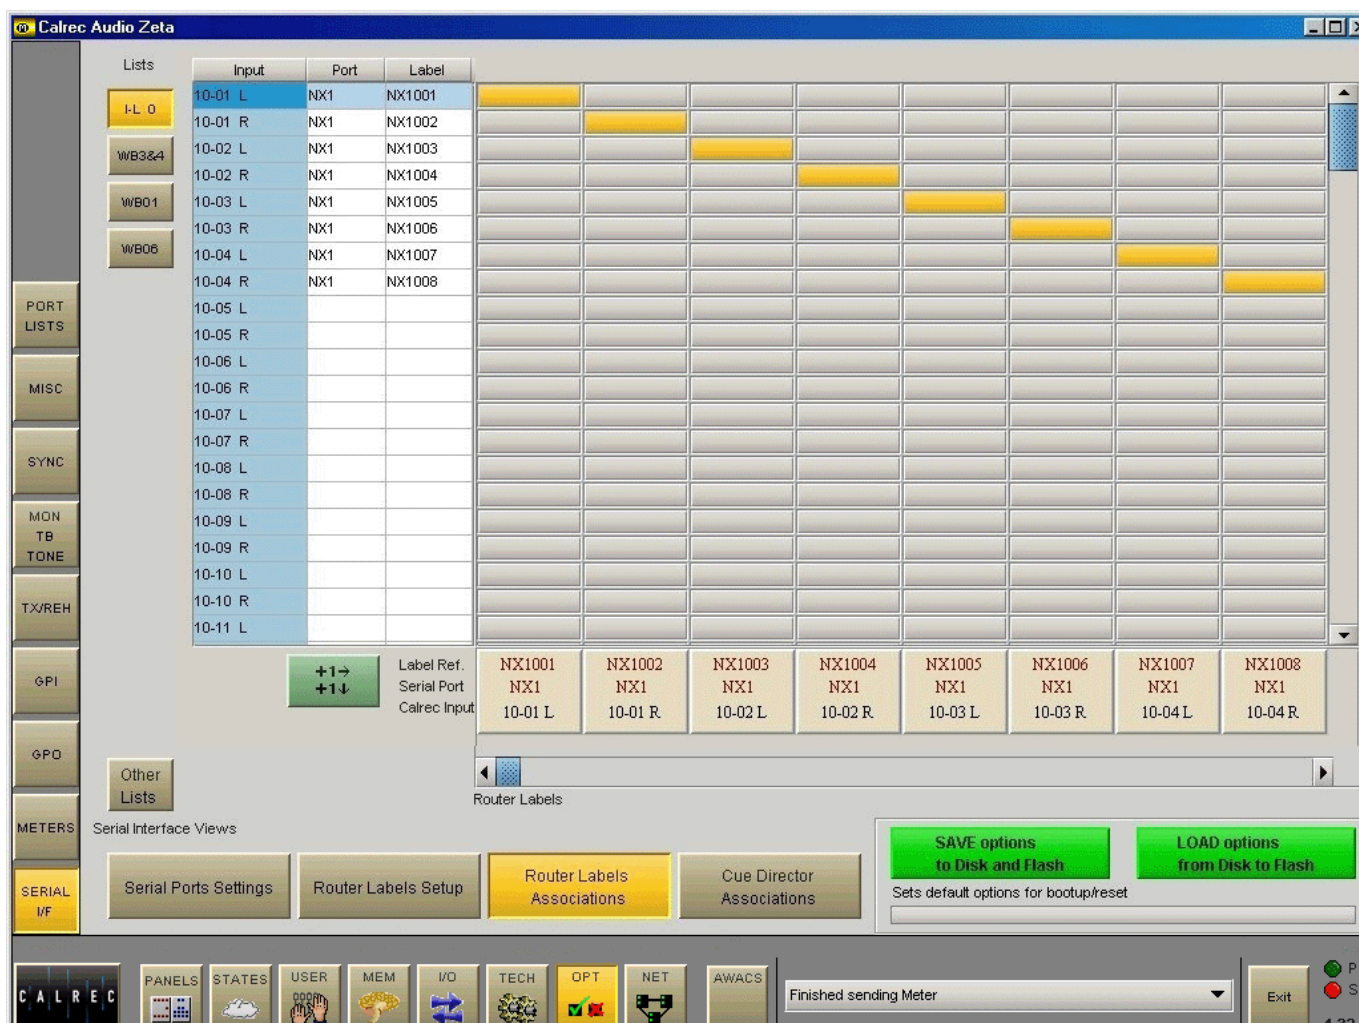 Calrec Audio Zeta
Lists
Input Port Label
I-L 0
WB3&4
WB01
WB06
10-01 L NX1 NX1001
10-01 R NX1 NX1002
10-02 L NX1 NX1003
10-02 R NX1 NX1004
10-03 L NX1 NX1005
10-03 R NX1 NX1006
10-04 L NX1 NX1007
10-04 R NX1 NX1008
10-05 L
10-05 R
10-06 L
10-06 R
10-07 L
10-07 R
10-08 L
10-08 R
10-09 L
10-09 R
10-10 L
10-10 R
10-11 L
PORT
LISTS
MISC
SYNC
MON
TB
TONE
TX/REH
GPI
GPO
METERS
SERIAL
I/F
+1→
+1↓
Label Ref. NX1001 NX1002 NX1003 NX1004 NX1005 NX1006 NX1007 NX1008
Serial Port NX1 NX1 NX1 NX1 NX1 NX1 NX1 NX1
Calrec Input 10-01 L 10-01 R 10-02 L 10-02 R 10-03 L 10-03 R 10-04 L 10-04 R
Other
Lists
Router Labels
Serial Interface Views
Serial Ports Settings
Router Labels Setup
Router Labels
Associations
Cue Director
Associations
SAVE options
to Disk and Flash
LOAD options
from Disk to Flash
Sets default options for bootup/reset
CALREC
PANELS
STATES
USER
MEM
I/O
TECH
OPT
NET
AWACS
Finished sending Meter
Exit
P
S